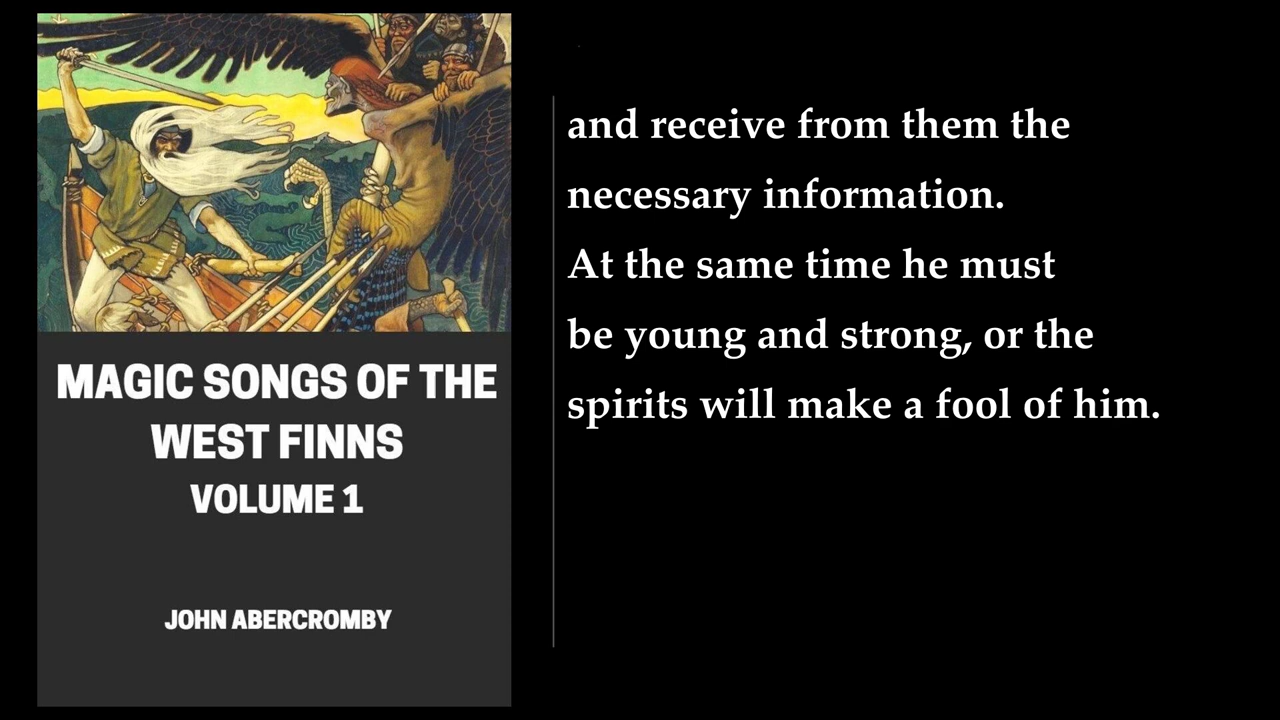 MAGIC SONGS OF THE
WEST FINNS
VOLUME 1
JOHN ABERCROMBY
and receive from them the
necessary information.
At the same time he must
be young and strong, or the
spirits will make a fool of him.